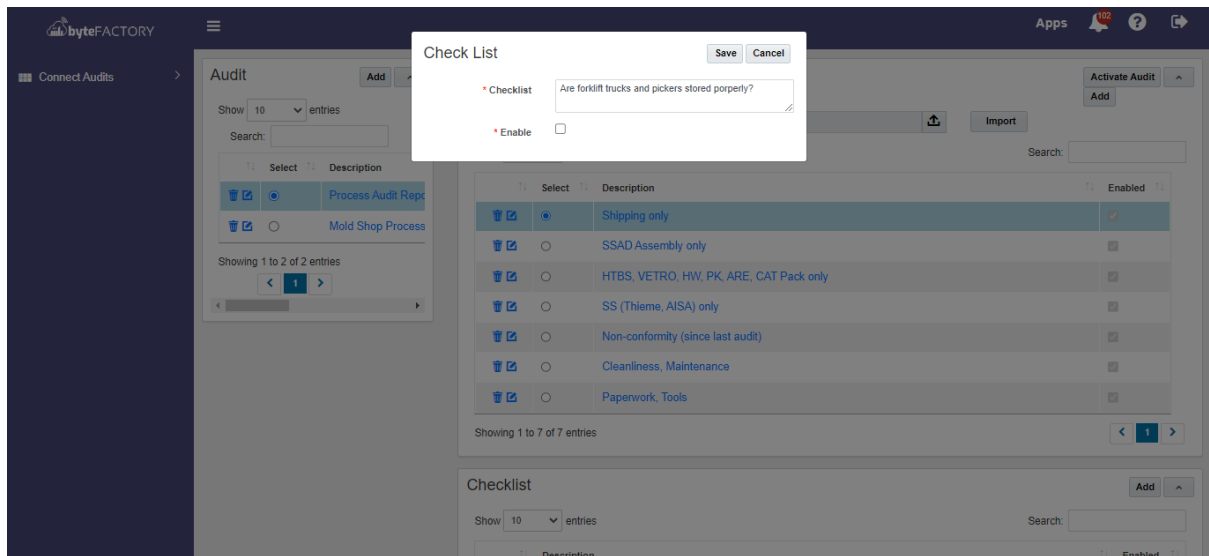 byteFACTORY
Apps
102
Connect Audits
Audit
Add
Show 10 entries
Search:
Select Description
Process Audit Repo
Mold Shop Process
Showing 1 to 2 of 2 entries
1
Check List
Save Cancel
* Checklist Are forklift trucks and pickers stored porperly?
* Enable
Activate Audit
Add
Import
Search:
Select Description Enabled
Shipping only
SSAD Assembly only
HTBS, VETRO, HW, PK, ARE, CAT Pack only
SS (Thieme, AISA) only
Non-conformity (since last audit)
Cleanliness, Maintenance
Paperwork, Tools
Showing 1 to 7 of 7 entries
1
Checklist
Add
Show 10 entries
Search:
Description Enabled